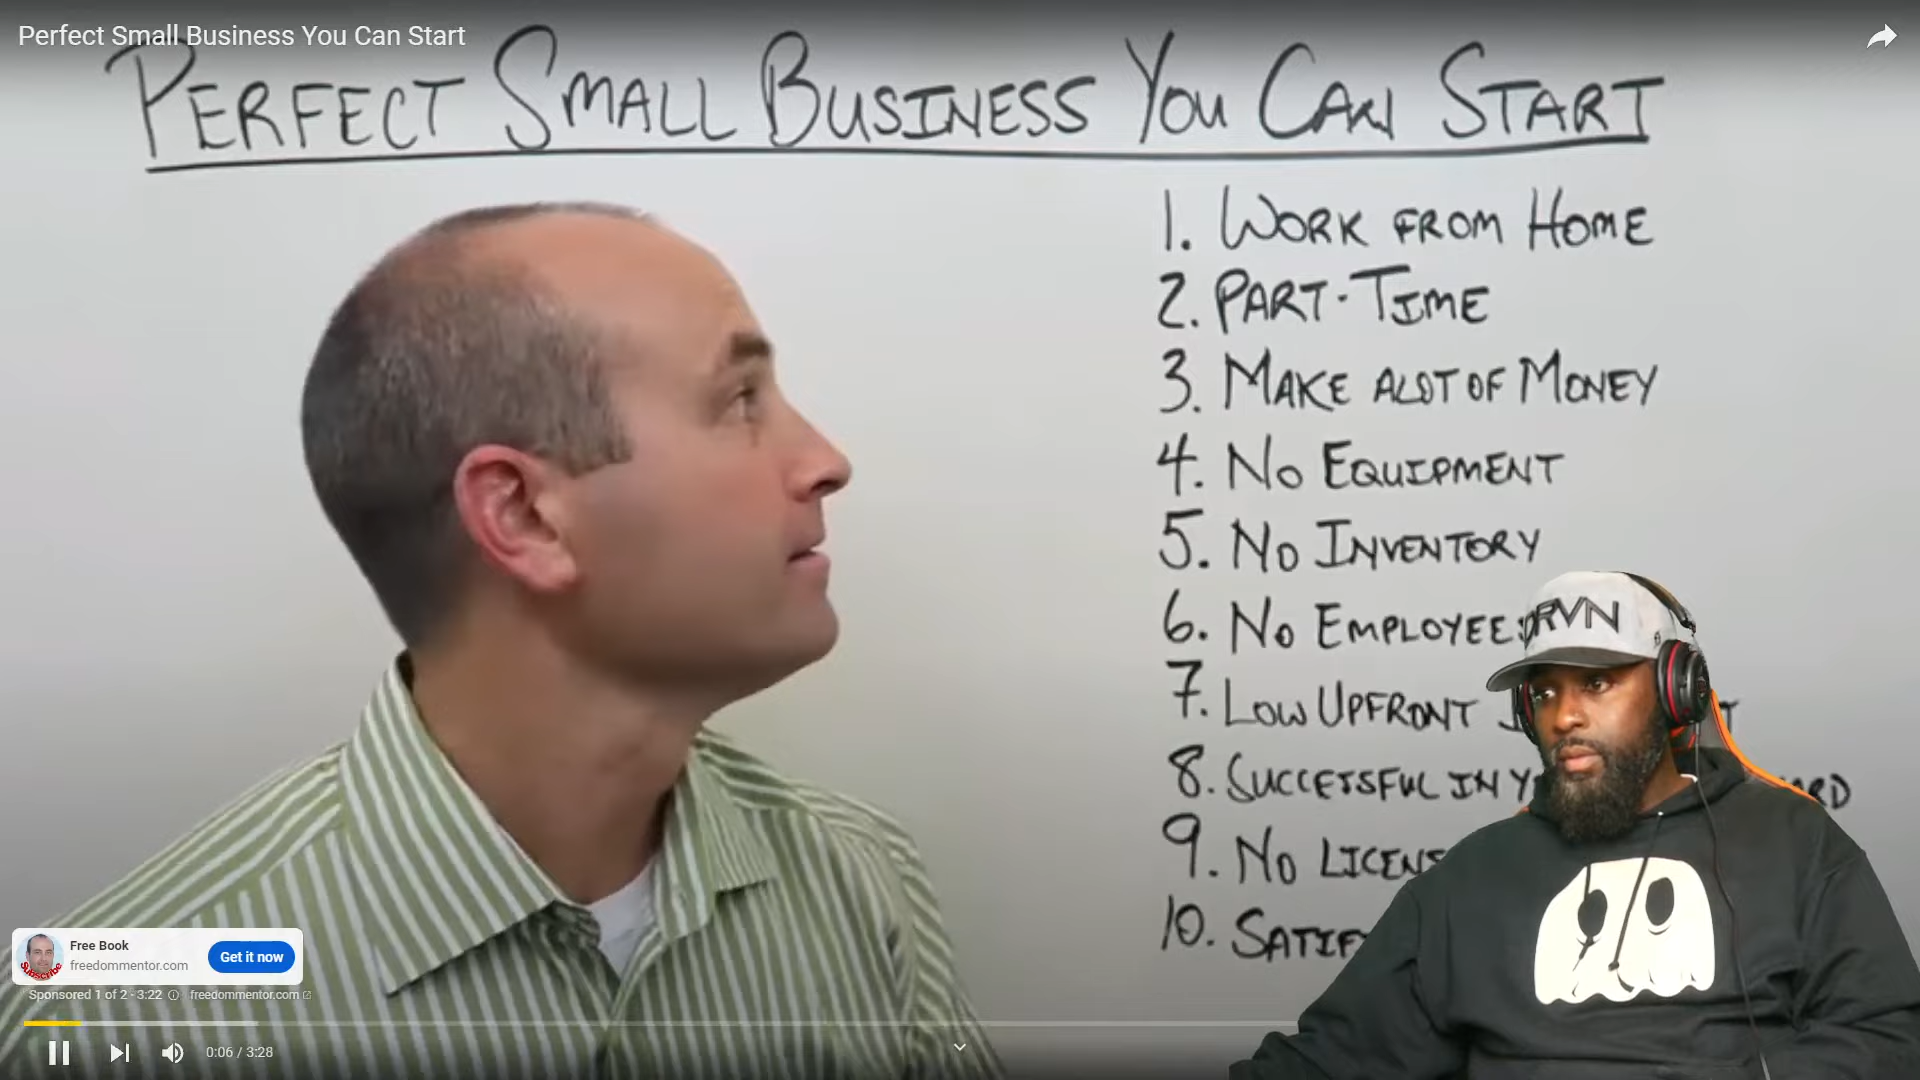 Perfect Small Business You Can Start
PERFECT SMALL BUSINESS YOU CAN START
1. WORK FROM HOME
2. PART-TIME
3. MAKE ALOT OF MONEY
4. NO EQUIPMENT
5. NO INVENTORY
6. NO EMPLOYEES
7. LOW UPFRONT
8. SUCCESSFUL IN
9. NO
10.
DRVN
Free Book
freedommentor.com
Get it now
Subscribe
Sponsored 1 of 2 · 3:22 freedommentor.com
0:06 / 3:28